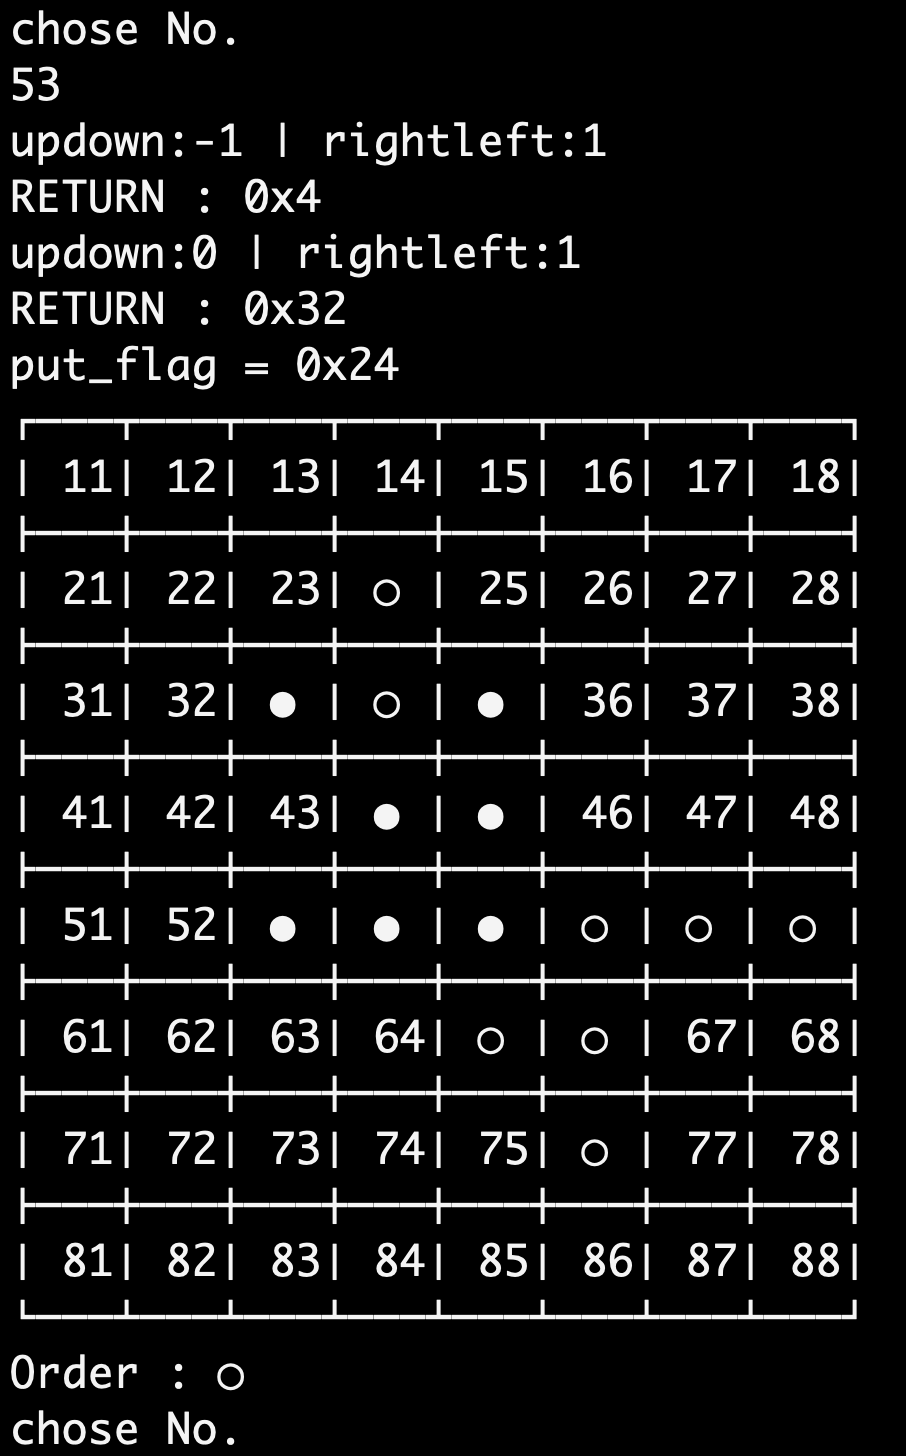 chose No.
53
updown:-1 | rightleft:1
RETURN : 0x4
updown:0 | rightleft:1
RETURN : 0x32
put_flag = 0x24
| 11| 12| 13| 14| 15| 16| 17| 18|
| 21| 22| 23| ○ | 25| 26| 27| 28|
| 31| 32| ● | ○ | ● | 36| 37| 38|
| 41| 42| 43| ● | ● | 46| 47| 48|
| 51| 52| ● | ● | ● | ○ | ○ | ○ |
| 61| 62| 63| 64| ○ | ○ | 67| 68|
| 71| 72| 73| 74| 75| ○ | 77| 78|
| 81| 82| 83| 84| 85| 86| 87| 88|
Order : ○
chose No.